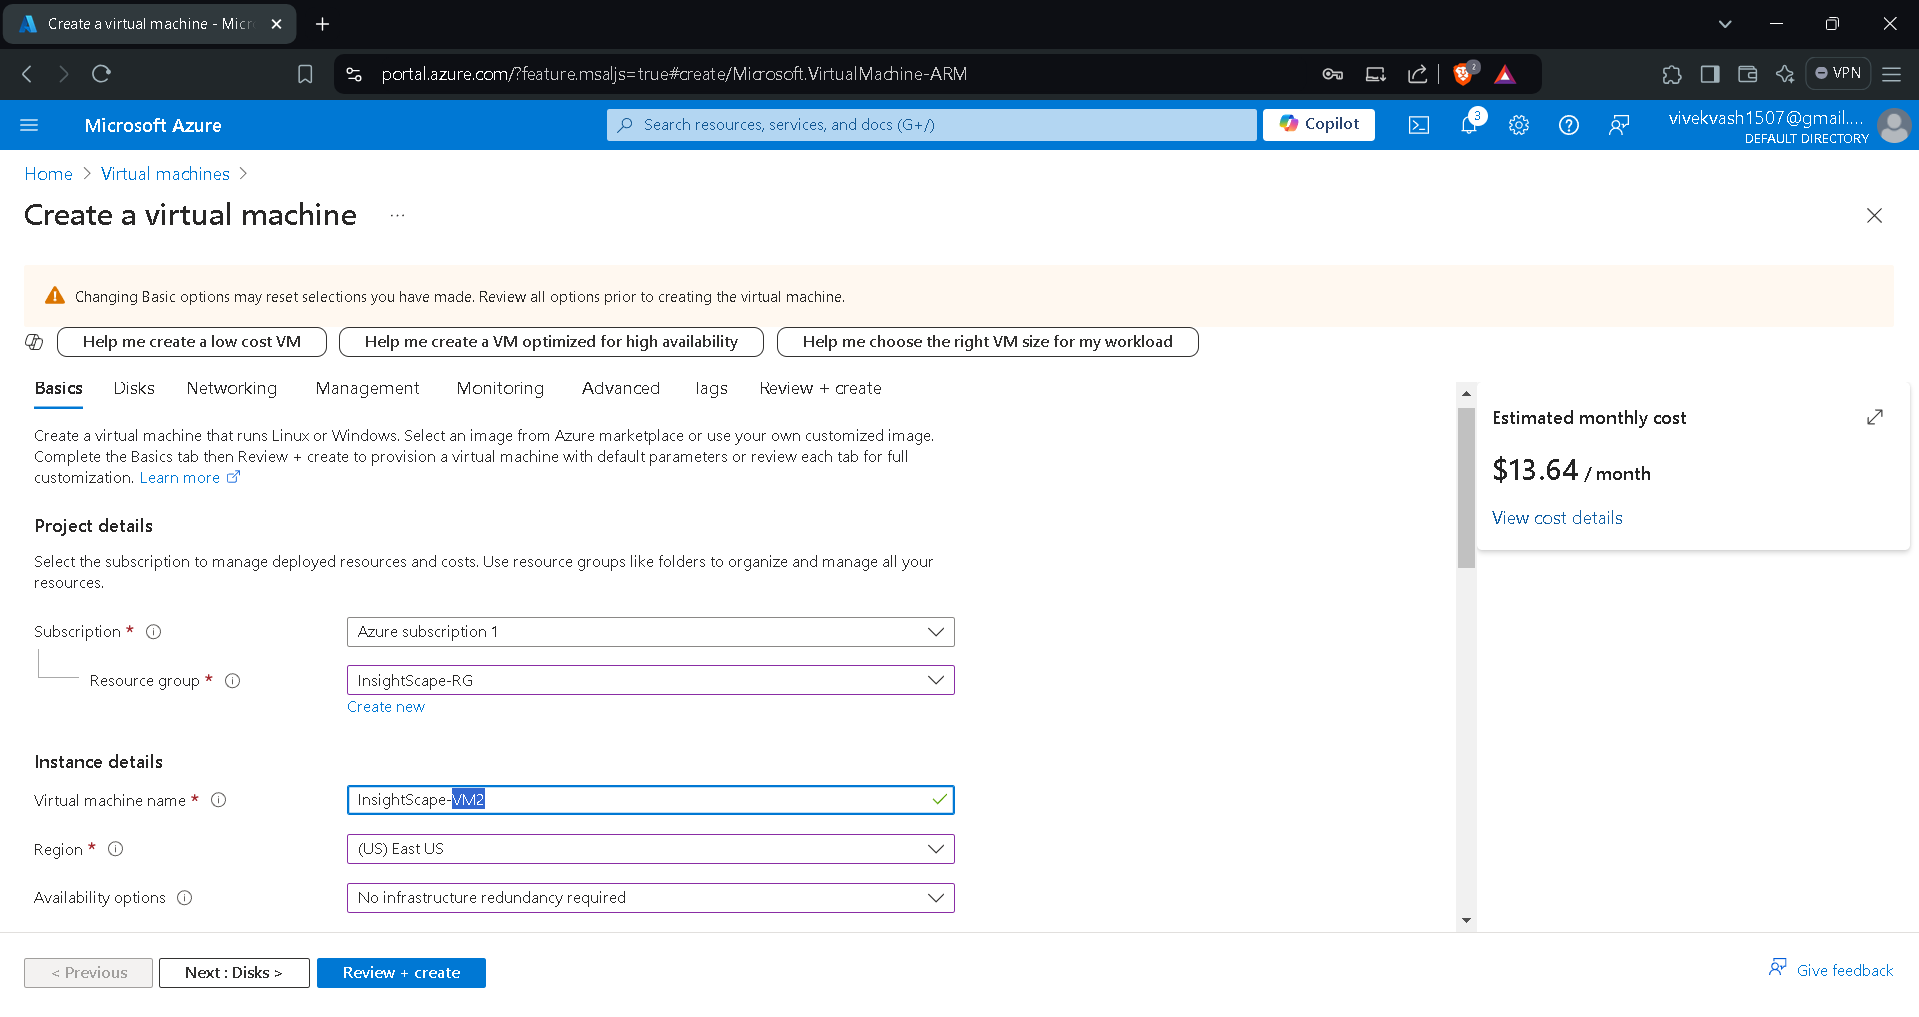 Create a virtual machine - Micr
portal.azure.com/?feature.msaljs=true#create/Microsoft.VirtualMachine-ARM
2
VPN
Microsoft Azure
Search resources, services, and docs (G+/)
Copilot
3
vivekvash1507@gmail....
DEFAULT DIRECTORY
Home > Virtual machines >
Create a virtual machine ...
Changing Basic options may reset selections you have made. Review all options prior to creating the virtual machine.
Help me create a low cost VM
Help me create a VM optimized for high availability
Help me choose the right VM size for my workload
Basics Disks Networking Management Monitoring Advanced Tags Review + create
Create a virtual machine that runs Linux or Windows. Select an image from Azure marketplace or use your own customized image.
Complete the Basics tab then Review + create to provision a virtual machine with default parameters or review each tab for full
customization. Learn more
Project details
Select the subscription to manage deployed resources and costs. Use resource groups like folders to organize and manage all your
resources.
Subscription *
Azure subscription 1
Resource group *
InsightScape-RG
Create new
Instance details
Virtual machine name *
InsightScape-VM2
Region *
(US) East US
Availability options
No infrastructure redundancy required
Estimated monthly cost
$13.64 / month
View cost details
< Previous
Next : Disks >
Review + create
Give feedback